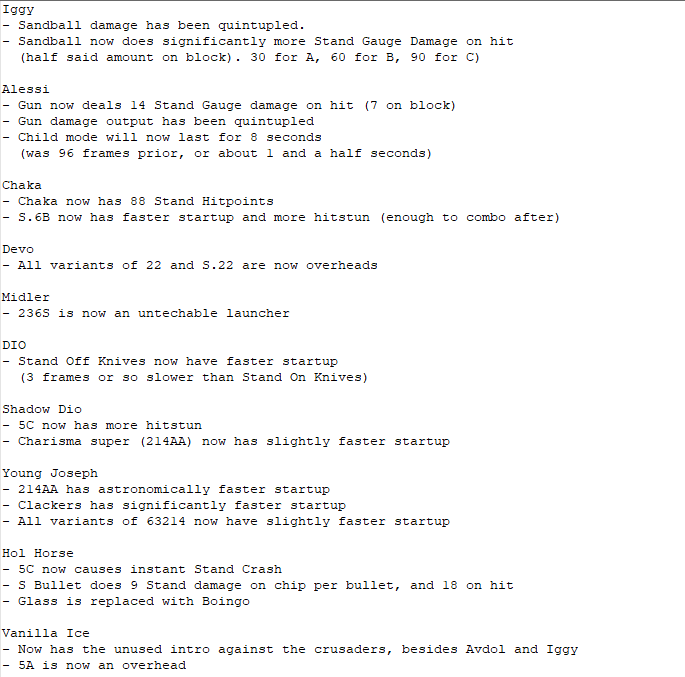 Iggy
- Sandball damage has been quintupled.
- Sandball now does significantly more Stand Gauge Damage on hit
(half said amount on block). 30 for A, 60 for B, 90 for C)
Alessi
- Gun now deals 14 Stand Gauge damage on hit (7 on block)
- Gun damage output has been quintupled
- Child mode will now last for 8 seconds
(was 96 frames prior, or about 1 and a half seconds)
Chaka
- Chaka now has 88 Stand Hitpoints
- S.6B now has faster startup and more hitstun (enough to combo after)
Devo
- All variants of 22 and S.22 are now overheads
Midler
- 236S is now an untechable launcher
DIO
- Stand Off Knives now have faster startup
(3 frames or so slower than Stand On Knives)
Shadow Dio
- 5C now has more hitstun
- Charisma super (214AA) now has slightly faster startup
Young Joseph
- 214AA has astronomically faster startup
- Clackers has significantly faster startup
- All variants of 63214 now have slightly faster startup
Hol Horse
- 5C now causes instant Stand Crash
- S Bullet does 9 Stand damage on chip per bullet, and 18 on hit
- Glass is replaced with Boingo
Vanilla Ice
- Now has the unused intro against the crusaders, besides Avdol and Iggy
- 5A is now an overhead